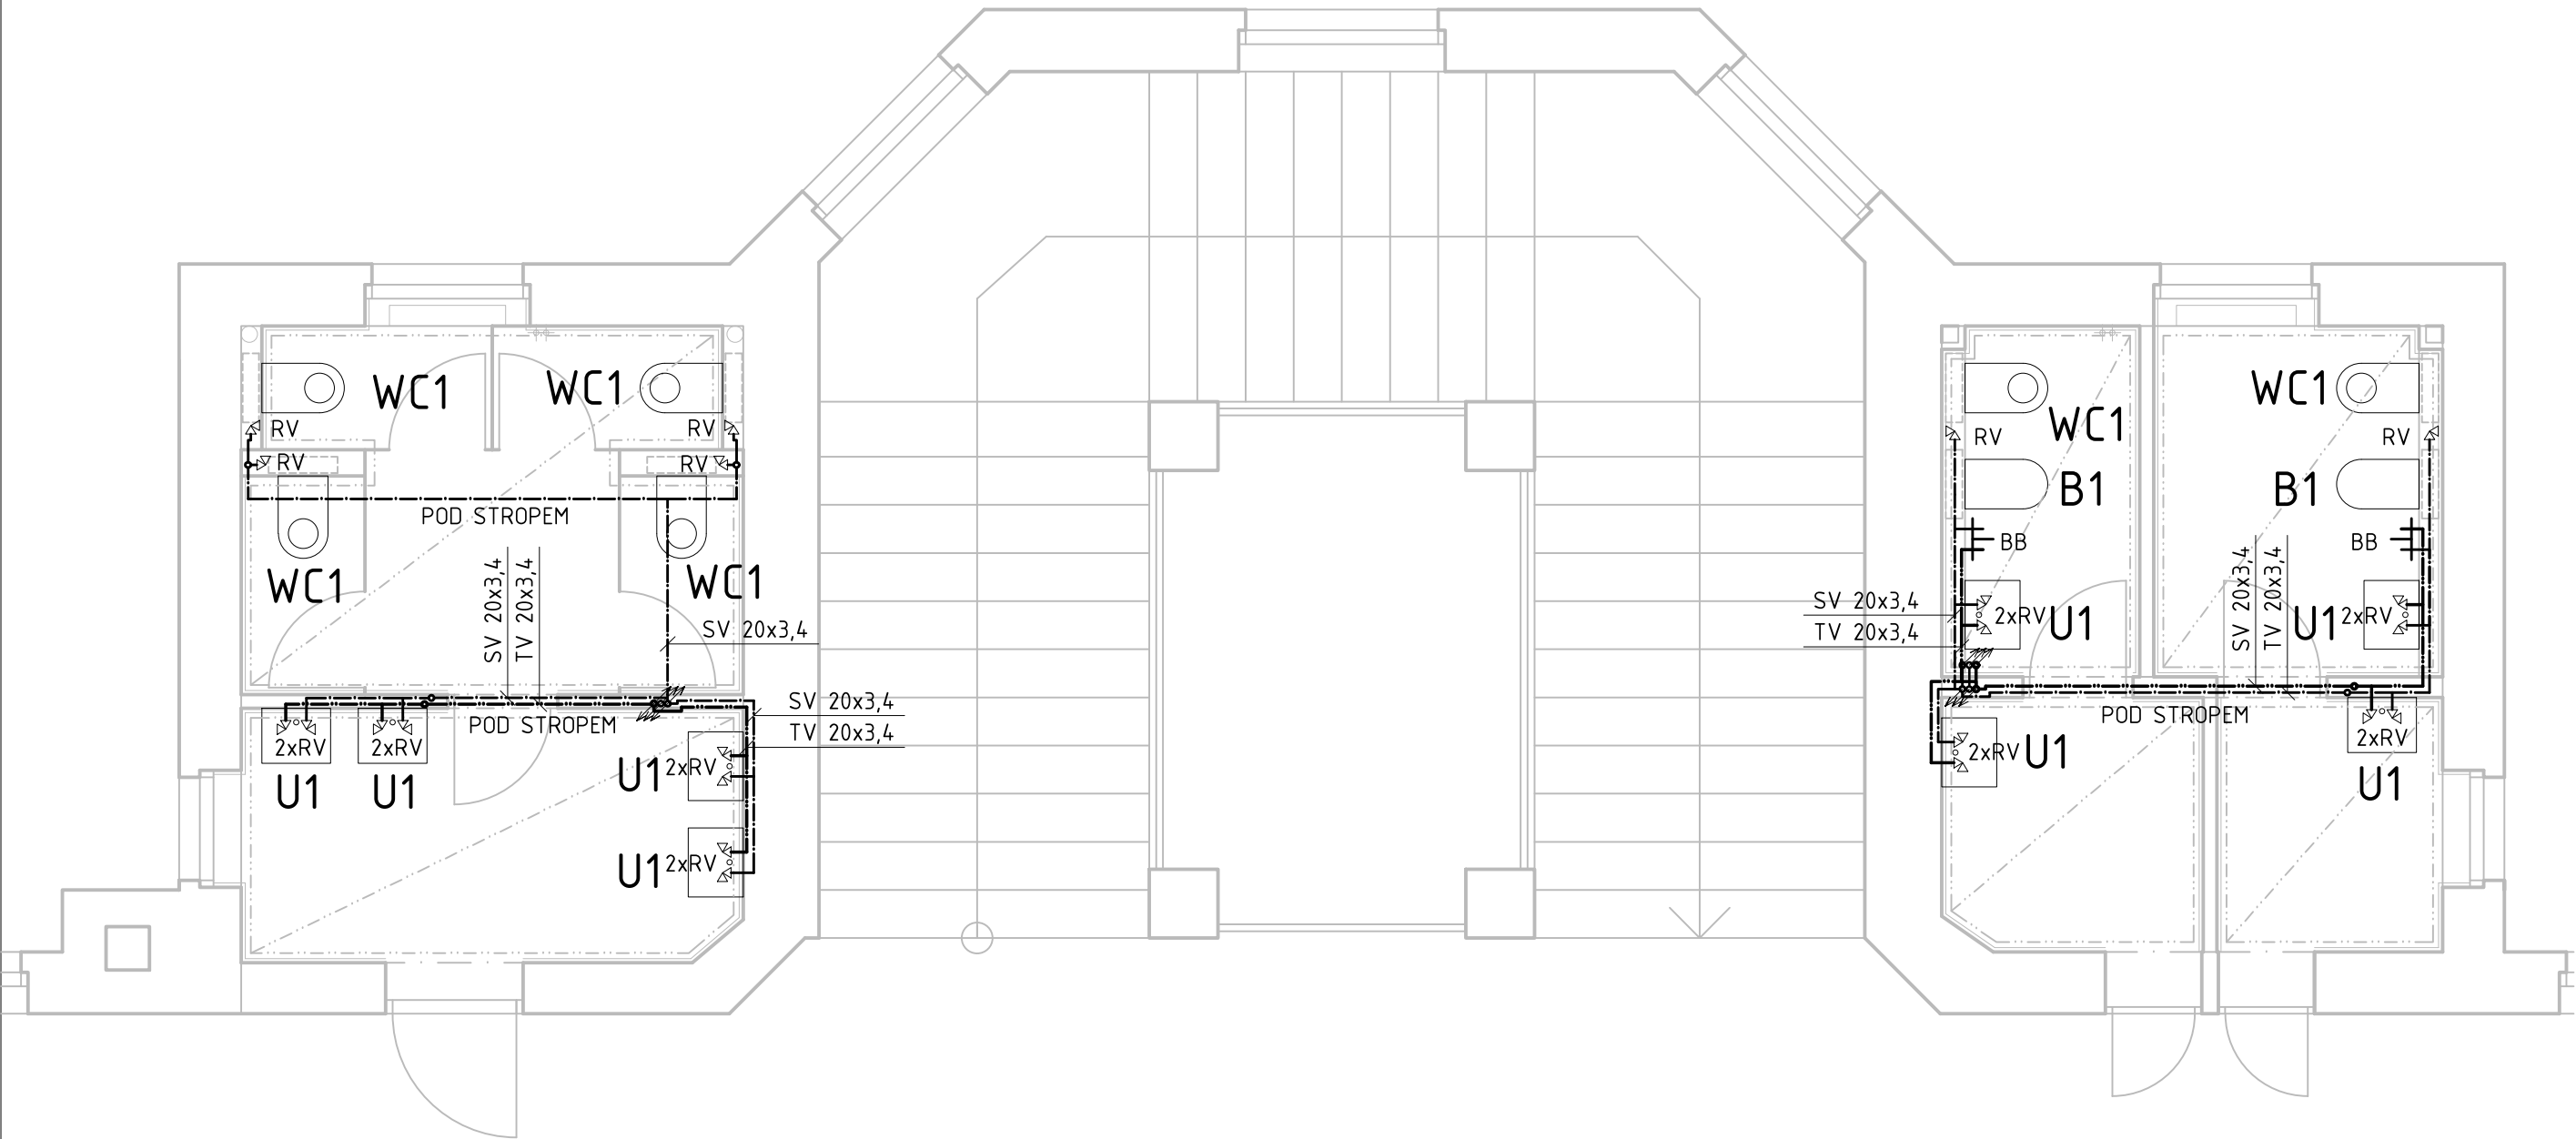 WC1
WC1
RV
RV
RV
RV
POD STROPEM
WC1
WC1
SV 20x3,4
TV 20x3,4
SV 20x3,4
SV 20x3,4
TV 20x3,4
POD STROPEM
2xRV
2xRV
U1
U1
U1
2xRV
U1
2xRV
WC1
WC1
RV
RV
B1
B1
BB
BB
SV 20x3,4
TV 20x3,4
2xRV
U1
U1
2xRV
SV 20x3,4
TV 20x3,4
POD STROPEM
2xRV
U1
2xRV
U1